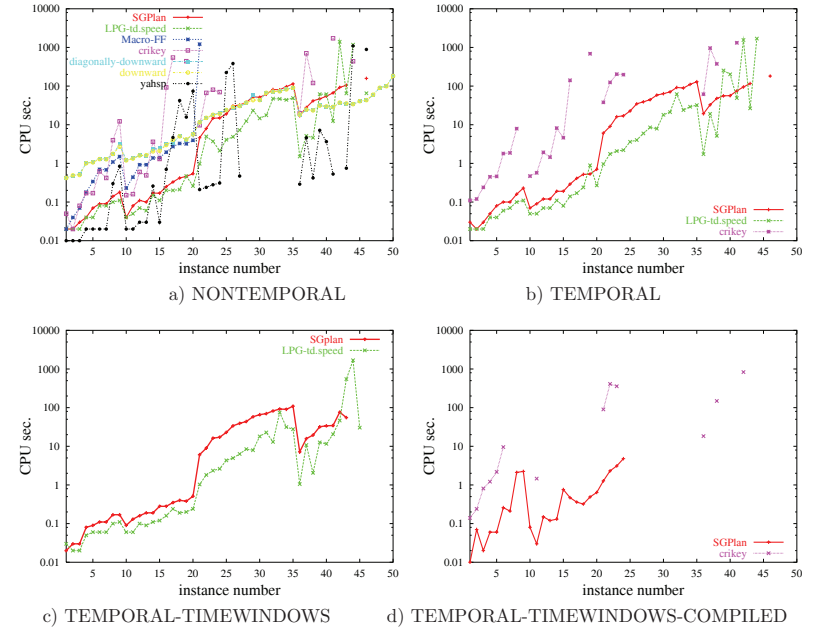 10000
1000
100
10
1
0.1
0.01
CPU sec.
SGPlan
LPG-td.speed
Macro-FF
crikey
diagonally-downward
downward
yahsp
5 10 15 20 25 30 35 40 45 50
instance number
a) NONTEMPORAL
10000
1000
100
10
1
0.1
0.01
CPU sec.
SGPlan
LPG-td.speed
crikey
5 10 15 20 25 30 35 40 45 50
instance number
b) TEMPORAL
10000
1000
100
10
1
0.1
0.01
CPU sec.
SGplan
LPG-td.speed
5 10 15 20 25 30 35 40 45 50
instance number
c) TEMPORAL-TIMEWINDOWS
10000
1000
100
10
1
0.1
0.01
CPU sec.
SGPlan
crikey
5 10 15 20 25 30 35 40 45 50
instance number
d) TEMPORAL-TIMEWINDOWS-COMPILED